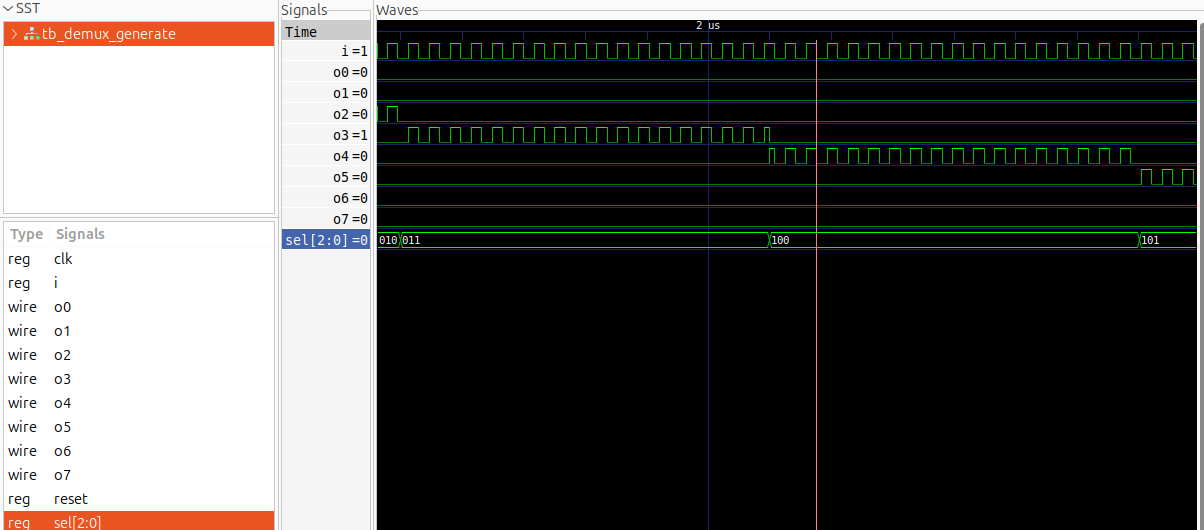 SST
tb_demux_generate
Type Signals
reg clk
reg i
wire o0
wire o1
wire o2
wire o3
wire o4
wire o5
wire o6
wire o7
reg reset
reg sel[2:0]
Signals
Time
i=1
o0=0
o1=0
o2=0
o3=1
o4=0
o5=0
o6=0
o7=0
sel[2:0]=0
Waves
2 us
010 011 100 101